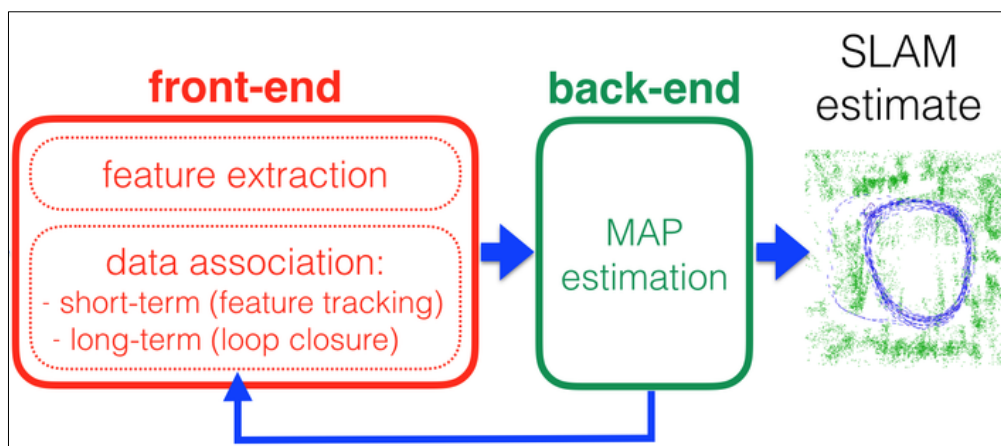 front-end
feature extraction
data association:
- short-term (feature tracking)
- long-term (loop closure)
back-end
MAP
estimation
SLAM
estimate